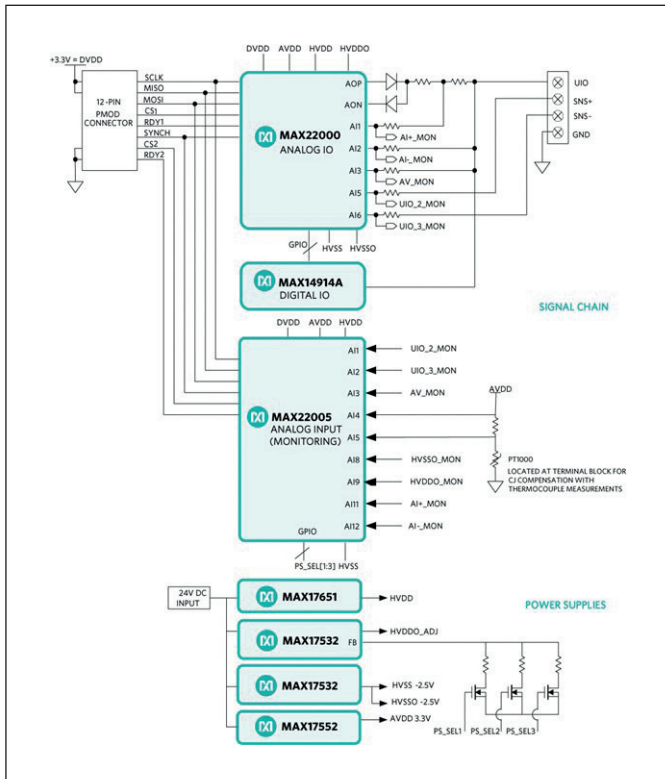 DVDD AVDD HVDD HVDDO
+3.3V = DVDD
12-PIN
PMOD
CONNECTOR
SCLK
MISO
MOSI
CS1
RDY1
SYNCH
CS2
RDY2
MAX22000
ANALOG IO
AOP
AON
AI1
AI+_MON
AI2
AI-_MON
AI3
AV_MON
AI5
UIO_2_MON
AI6
UIO_3_MON
UIO
SNS+
SNS-
GND
GPIO
HVSS
HVSSO
MAX14914A
DIGITAL IO
SIGNAL CHAIN
DVDD AVDD HVDD
MAX22005
ANALOG INPUT
(MONITORING)
AI1 UIO_2_MON
AI2 UIO_3_MON
AI3 AV_MON
AI4
AI5
AI8 HVSSO_MON
AI9 HVDDO_MON
AI11 AI+_MON
AI12 AI-_MON
AVDD
PT1000
LOCATED AT TERMINAL BLOCK FOR
CJ COMPENSATION WITH
THERMOCOUPLE MEASUREMENTS
GPIO
PS_SEL[1:3] HVSS
24V DC
INPUT
MAX17651
HVDD
POWER SUPPLIES
MAX17532 FB
HVDDO_ADJ
MAX17532
HVSS -2.5V
HVSSO -2.5V
MAX17552
AVDD 3.3V
PS_SEL1 PS_SEL2 PS_SEL3